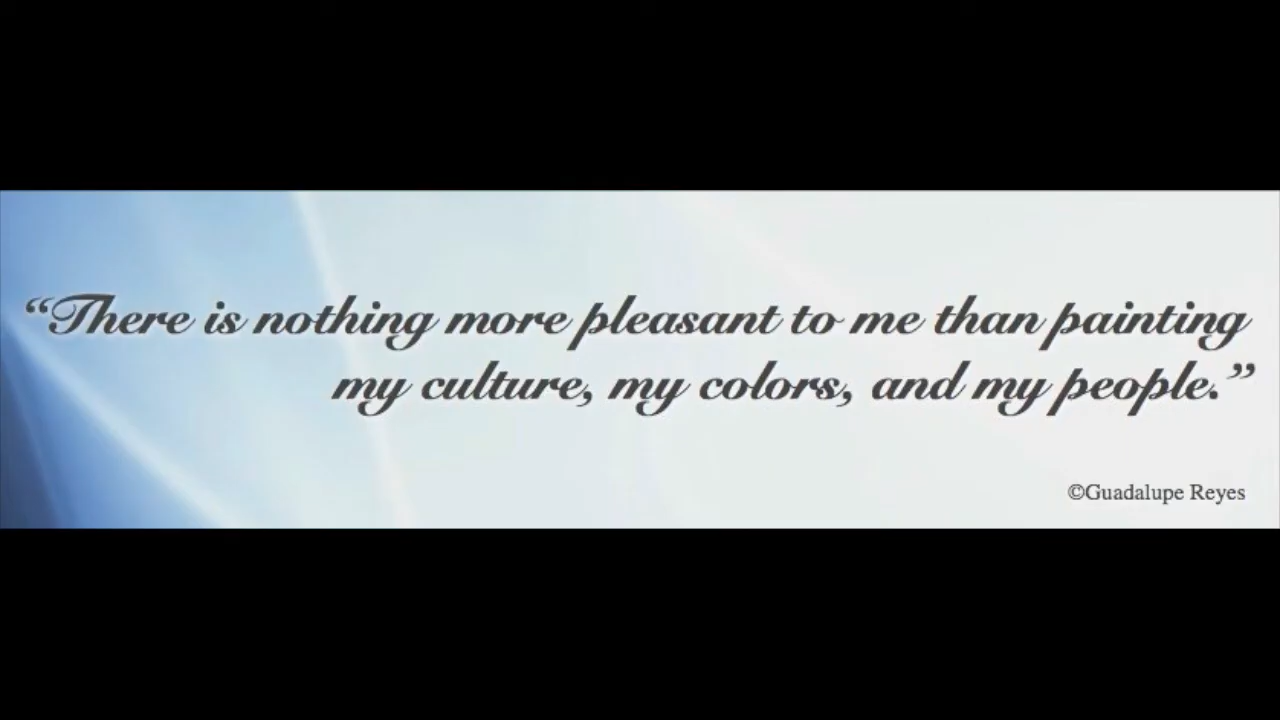 “There is nothing more pleasant to me than painting
my culture, my colors, and my people.”
©Guadalupe Reyes